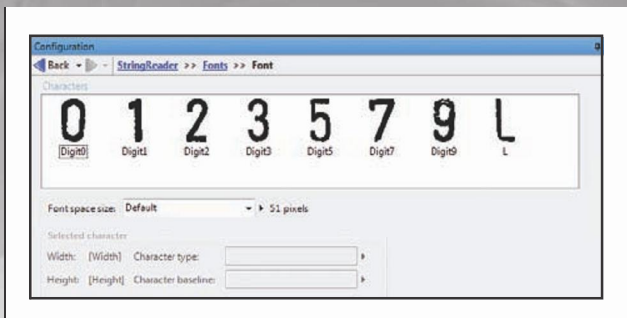 Configuration
Back - StringReader >> Fonts >> Font
Characters
0 1 2 3 5 7 9 L
Digit0 Digit1 Digit2 Digit3 Digit5 Digit7 Digit9 L
Font space size: Default 51 pixels
Selected character
Width: [Width] Character type:
Height: [Height] Character baseline: